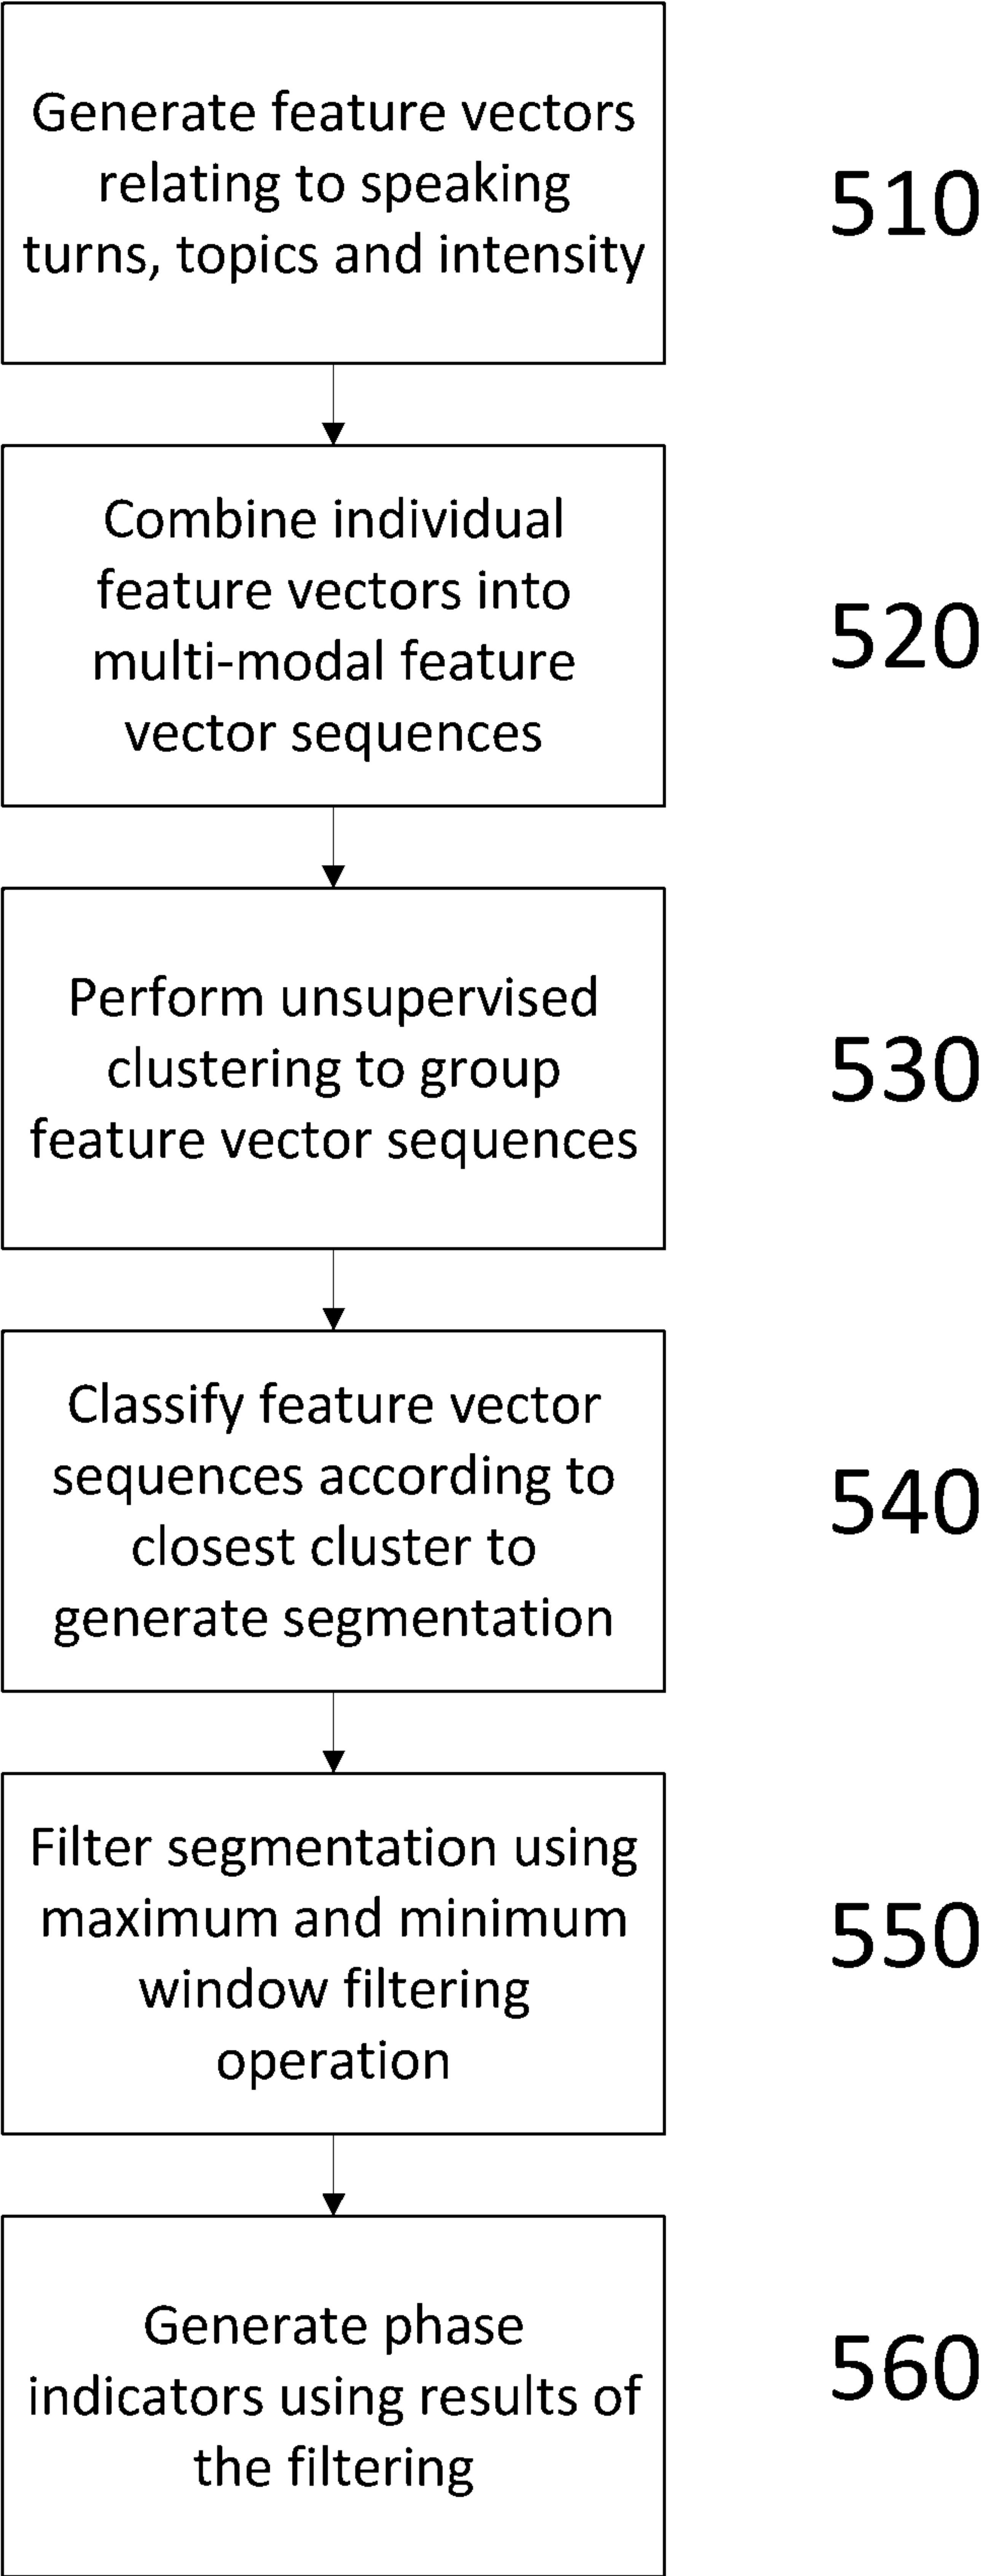 Generate feature vectors
relating to speaking
turns, topics and intensity
510
Combine individual
feature vectors into
multi-modal feature
vector sequences
520
Perform unsupervised
clustering to group
feature vector sequences
530
Classify feature vector
sequences according to
closest cluster to
generate segmentation
540
Filter segmentation using
maximum and minimum
window filtering
operation
550
Generate phase
indicators using results of
the filtering
560